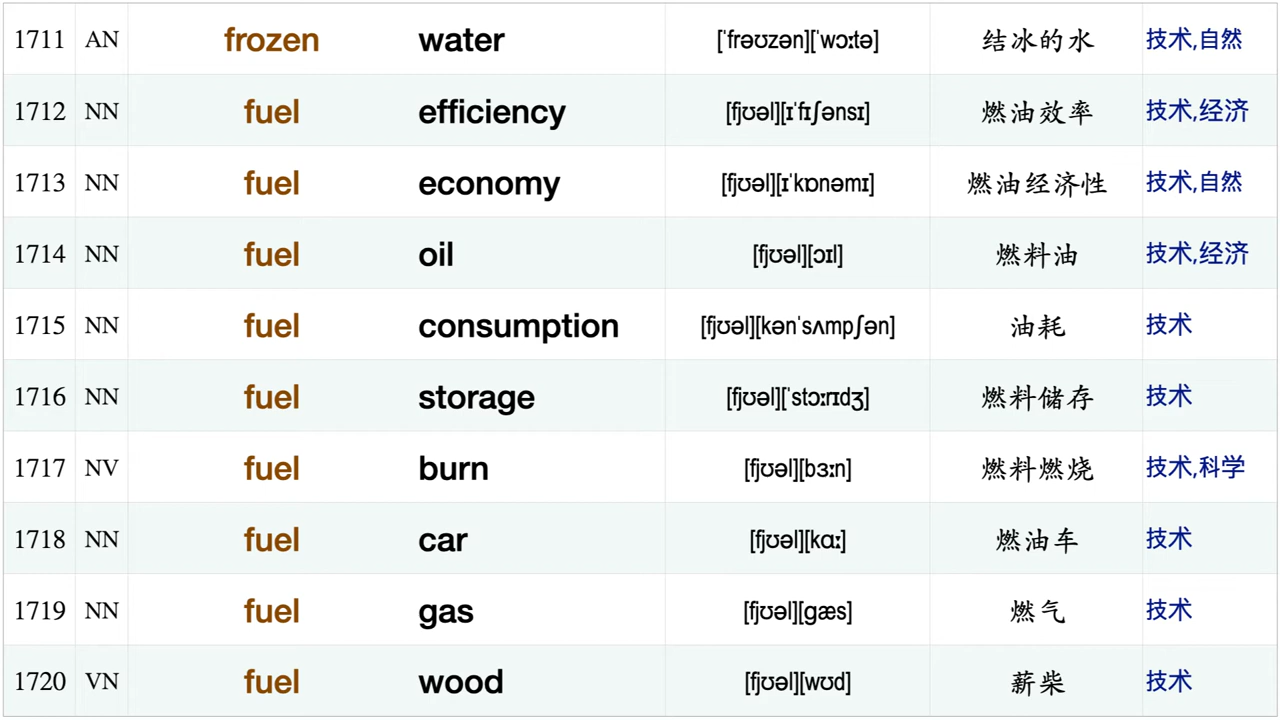 1711 AN frozen water [ˈfrəʊzən][ˈwɔːtə] 结冰的水 技术,自然
1712 NN fuel efficiency [fjʊəl][ɪˈfɪʃənsɪ] 燃油效率 技术,经济
1713 NN fuel economy [fjʊəl][ɪˈkɒnəmɪ] 燃油经济性 技术,自然
1714 NN fuel oil [fjʊəl][ɔɪl] 燃料油 技术,经济
1715 NN fuel consumption [fjʊəl][kənˈsʌmpʃən] 油耗 技术
1716 NN fuel storage [fjʊəl][ˈstɔːrɪdʒ] 燃料储存 技术
1717 NV fuel burn [fjʊəl][bɜːn] 燃料燃烧 技术,科学
1718 NN fuel car [fjʊəl][kɑː] 燃油车 技术
1719 NN fuel gas [fjʊəl][gæs] 燃气 技术
1720 VN fuel wood [fjʊəl][wʊd] 薪柴 技术